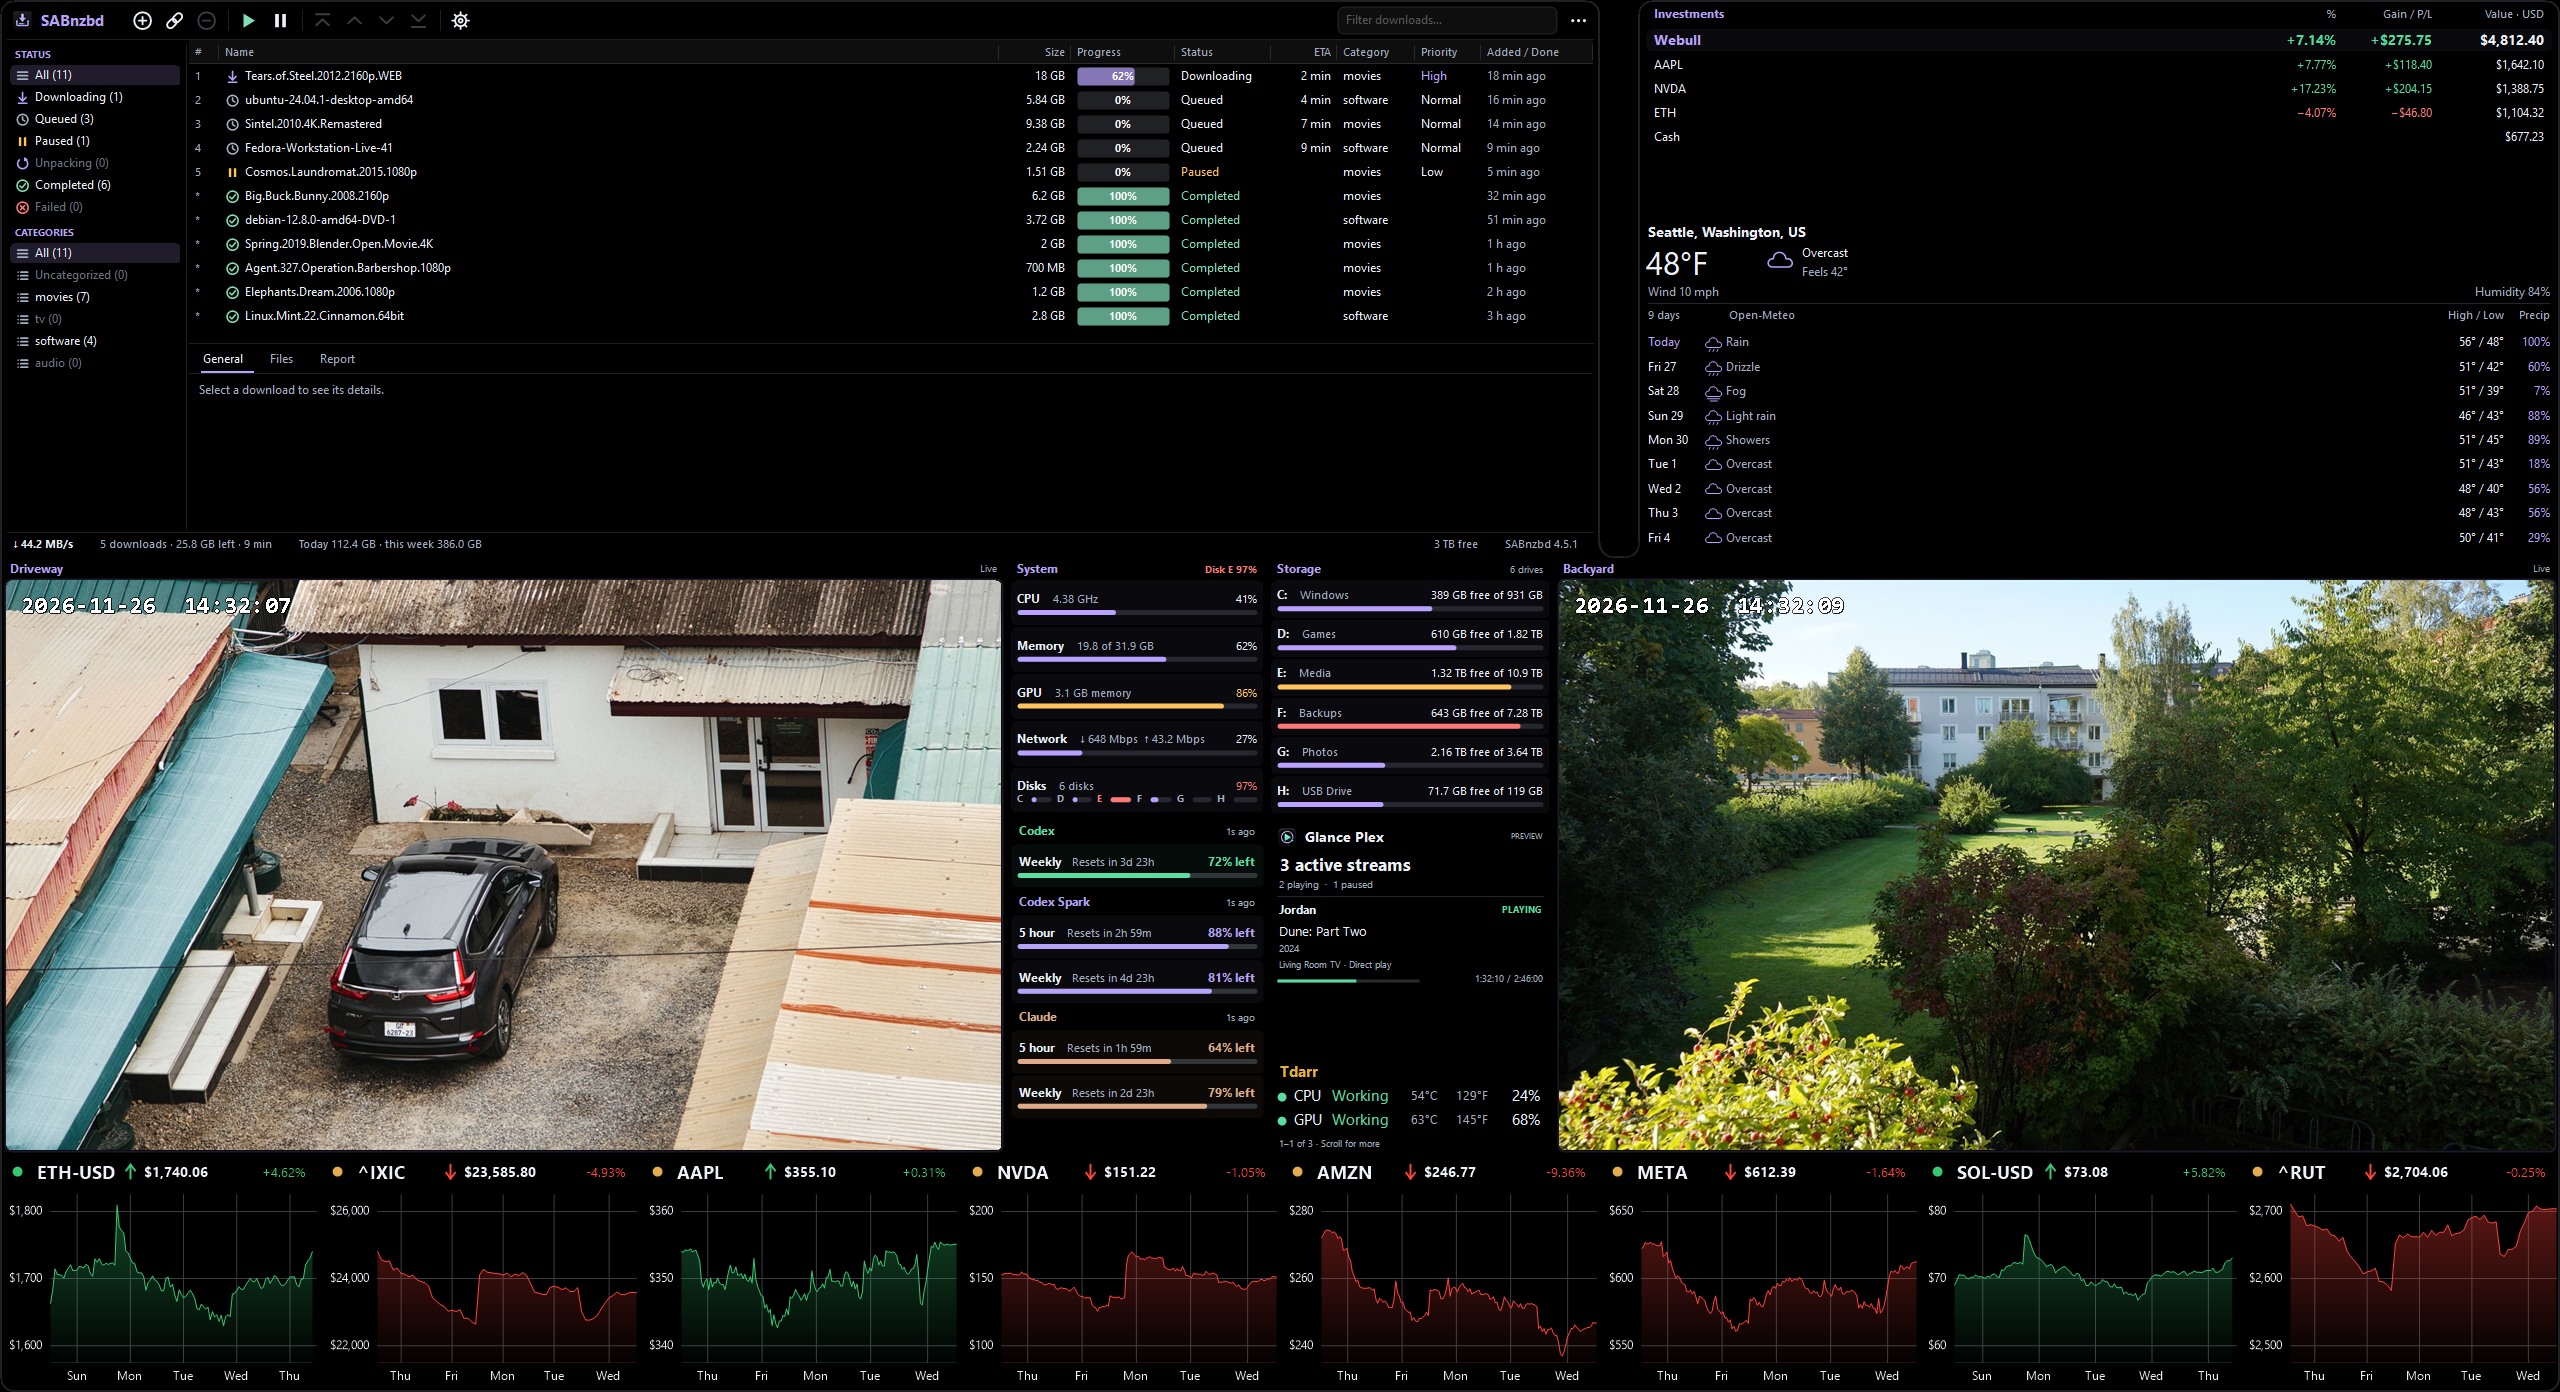 SABnzbd
Filter downloads...
STATUS
All (11)
Downloading (1)
Queued (3)
Paused (1)
Unpacking (0)
Completed (6)
Failed (0)
CATEGORIES
All (11)
Uncategorized (0)
movies (7)
tv (0)
software (4)
audio (0)
# Name Size Progress Status ETA Category Priority Added / Done
1 Tears.of.Steel.2012.2160p.WEB 18 GB 62% Downloading 2 min movies High 18 min ago
2 ubuntu-24.04.1-desktop-amd64 5.84 GB 0% Queued 4 min software Normal 16 min ago
3 Sintel.2010.4K.Remastered 9.38 GB 0% Queued 7 min movies Normal 14 min ago
4 Fedora-Workstation-Live-41 2.24 GB 0% Queued 9 min software Normal 9 min ago
5 Cosmos.Laundromat.2015.1080p 1.51 GB 0% Paused movies Low 5 min ago
* Big.Buck.Bunny.2008.2160p 6.2 GB 100% Completed movies 32 min ago
* debian-12.8.0-amd64-DVD-1 3.72 GB 100% Completed software 51 min ago
* Spring.2019.Blender.Open.Movie.4K 2 GB 100% Completed movies 1 h ago
* Agent.327.Operation.Barbershop.1080p 700 MB 100% Completed movies 1 h ago
* Elephants.Dream.2006.1080p 1.2 GB 100% Completed movies 2 h ago
* Linux.Mint.22.Cinnamon.64bit 2.8 GB 100% Completed software 3 h ago
General Files Report
Select a download to see its details.
↓ 44.2 MB/s 5 downloads · 25.8 GB left · 9 min Today 112.4 GB · this week 386.0 GB 3 TB free SABnzbd 4.5.1
Investments % Gain / P/L Value · USD
Webull +7.14% +$275.75 $4,812.40
AAPL +7.77% +$118.40 $1,642.10
NVDA +17.23% +$204.15 $1,388.75
ETH −4.07% −$46.80 $1,104.32
Cash $677.23
Seattle, Washington, US
48°F Overcast
Feels 42°
Wind 10 mph Humidity 84%
9 days Open-Meteo High / Low Precip
Today Rain 56° / 48° 100%
Fri 27 Drizzle 51° / 42° 60%
Sat 28 Fog 51° / 39° 7%
Sun 29 Light rain 46° / 43° 88%
Mon 30 Showers 51° / 45° 89%
Tue 1 Overcast 51° / 43° 18%
Wed 2 Overcast 48° / 40° 56%
Thu 3 Overcast 48° / 43° 56%
Fri 4 Overcast 50° / 41° 29%
Driveway Live
2026-11-26 14:32:07
6287-23
System Disk E 97%
CPU 4.38 GHz 41%
Memory 19.8 of 31.9 GB 62%
GPU 3.1 GB memory 86%
Network ↓ 648 Mbps ↑ 43.2 Mbps 27%
Disks 6 disks 97%
C D E F G H
Codex 1s ago
Weekly Resets in 3d 23h 72% left
Codex Spark 1s ago
5 hour Resets in 2h 59m 88% left
Weekly Resets in 4d 23h 81% left
Claude 1s ago
5 hour Resets in 1h 59m 64% left
Weekly Resets in 2d 23h 79% left
Storage 6 drives
C: Windows 389 GB free of 931 GB
D: Games 610 GB free of 1.82 TB
E: Media 1.32 TB free of 10.9 TB
F: Backups 643 GB free of 7.28 TB
G: Photos 2.16 TB free of 3.64 TB
H: USB Drive 71.7 GB free of 119 GB
Glance Plex PREVIEW
3 active streams
2 playing · 1 paused
Jordan PLAYING
Dune: Part Two
2024
Living Room TV · Direct play
1:32:10 / 2:46:00
Tdarr
CPU Working 54°C 129°F 24%
GPU Working 63°C 145°F 68%
1–1 of 3 · Scroll for more
Backyard Live
2026-11-26 14:32:09
ETH-USD $1,740.06 +4.62%
$1,800
$1,700
$1,600
Sun Mon Tue Wed Thu
^IXIC $23,585.80 -4.93%
$26,000
$24,000
$22,000
Thu Fri Mon Tue Wed
AAPL $355.10 +0.31%
$360
$350
$340
Thu Fri Mon Tue Wed
NVDA $151.22 -1.05%
$200
$150
$100
Thu Fri Mon Tue Wed
AMZN $246.77 -9.36%
$280
$260
$240
Thu Fri Mon Tue Wed
META $612.39 -1.64%
$650
$600
$550
Thu Fri Mon Tue Wed
SOL-USD $73.08 +5.82%
$80
$70
$60
Sun Mon Tue Wed Thu
^RUT $2,704.06 -0.25%
$2,700
$2,600
$2,500
Thu Fri Mon Tue Wed